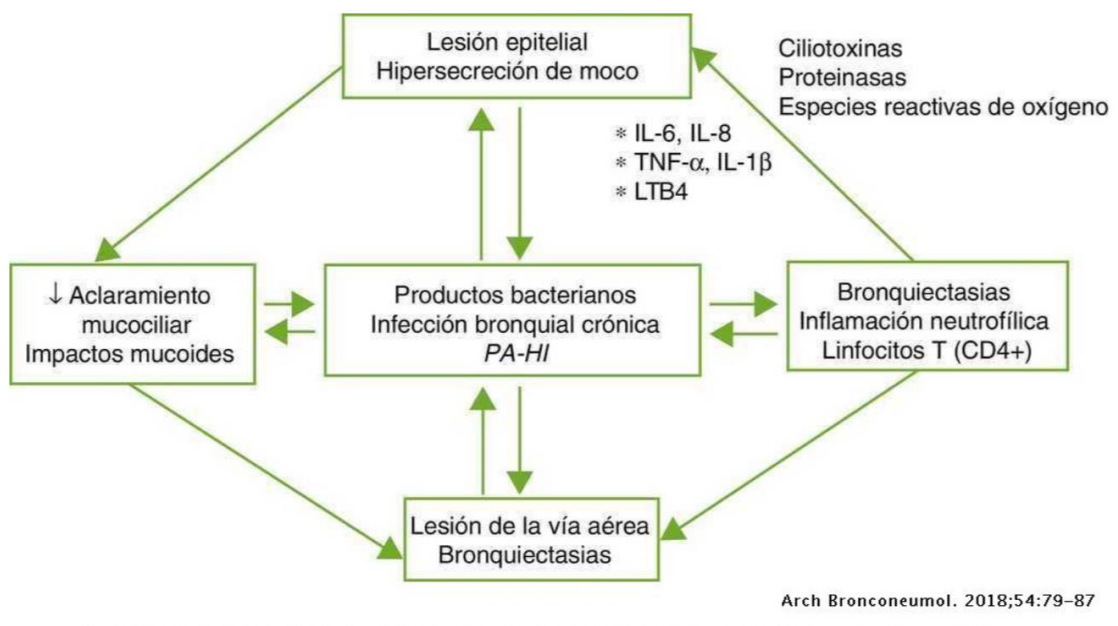 Lesión epitelial
Hipersecreción de moco
Ciliotoxinas
Proteinasas
Especies reactivas de oxígeno
* IL-6, IL-8
* TNF-α, IL-1β
* LTB4
↓ Aclaramiento
mucociliar
Impactos mucoides
Productos bacterianos
Infección bronquial crónica
PA-HI
Bronquiectasias
Inflamación neutrofílica
Linfocitos T (CD4+)
Lesión de la vía aérea
Bronquiectasias
Arch Bronconeumol. 2018;54:79–87